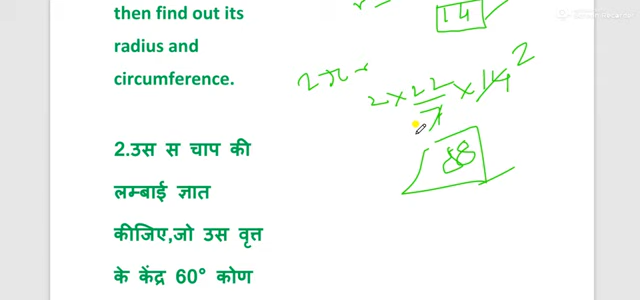 then find out its
radius and
circumference.
14
2πr
2 × 22/7 × 14 2
88
2.उस स चाप की
लम्बाई ज्ञात
कीजिए,जो उस वृत्त
के केंद्र 60° कोण